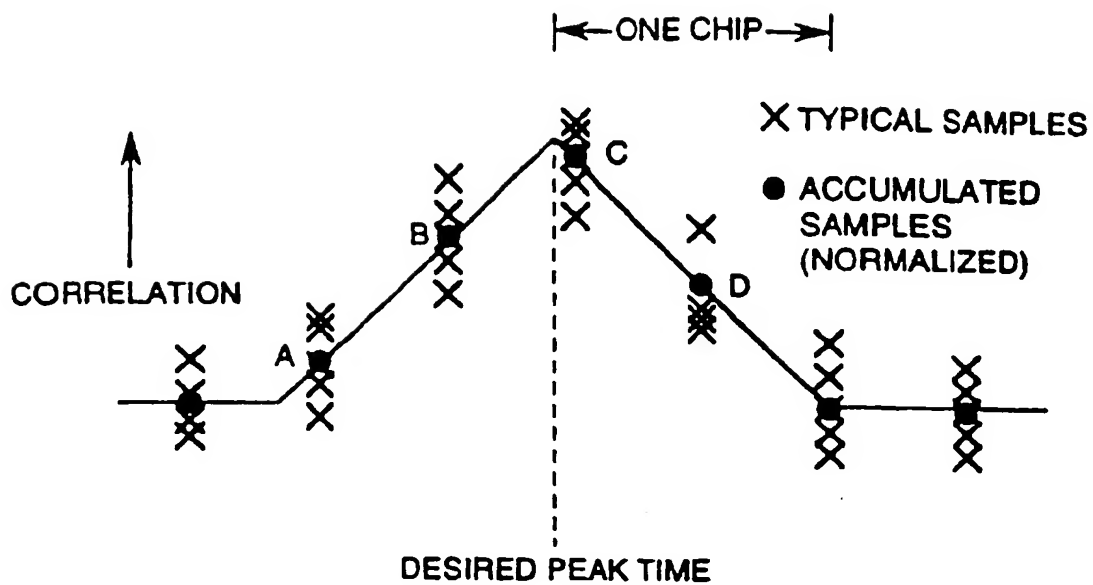 ONE CHIP
TYPICAL SAMPLES
ACCUMULATED
SAMPLES
(NORMALIZED)
CORRELATION
A
B
C
D
DESIRED PEAK TIME